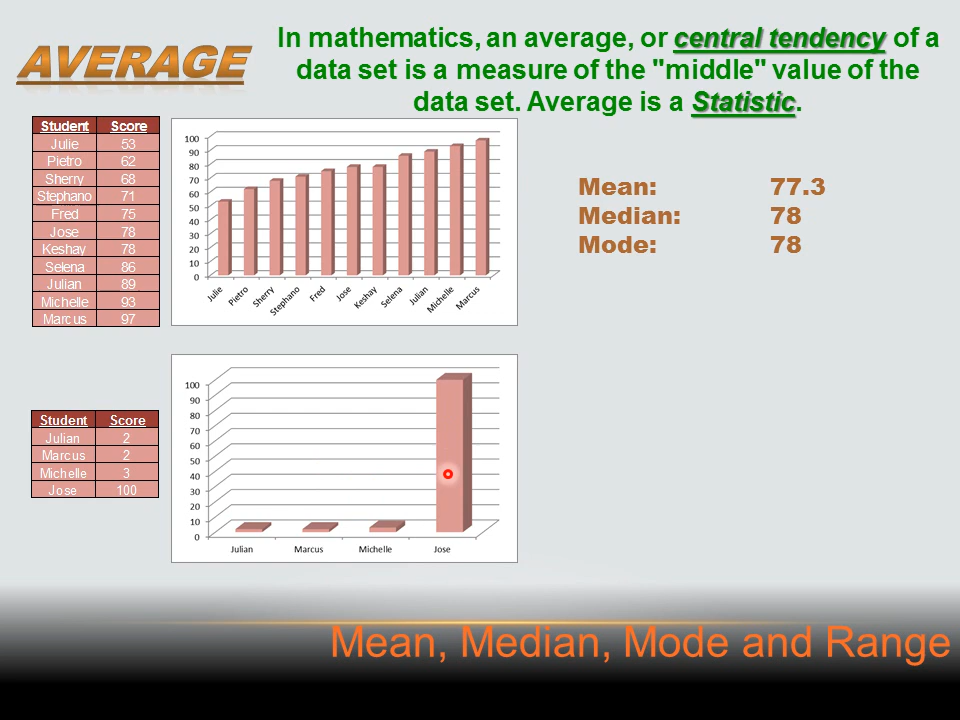 AVERAGE
In mathematics, an average, or central tendency of a
data set is a measure of the "middle" value of the
data set. Average is a Statistic.
Student Score
Julie 53
Pietro 62
Sherry 68
Stephano 71
Fred 75
Jose 78
Keshay 78
Selena 86
Julian 89
Michelle 93
Marcus 97
100
90
80
70
60
50
40
30
20
10
0
Julie Pietro Sherry Stephano Fred Jose Keshay Selena Julian Michelle Marcus
Mean: 77.3
Median: 78
Mode: 78
Student Score
Julian 2
Marcus 2
Michelle 3
Jose 100
100
90
80
70
60
50
40
30
20
10
0
Julian Marcus Michelle Jose
Mean, Median, Mode and Range